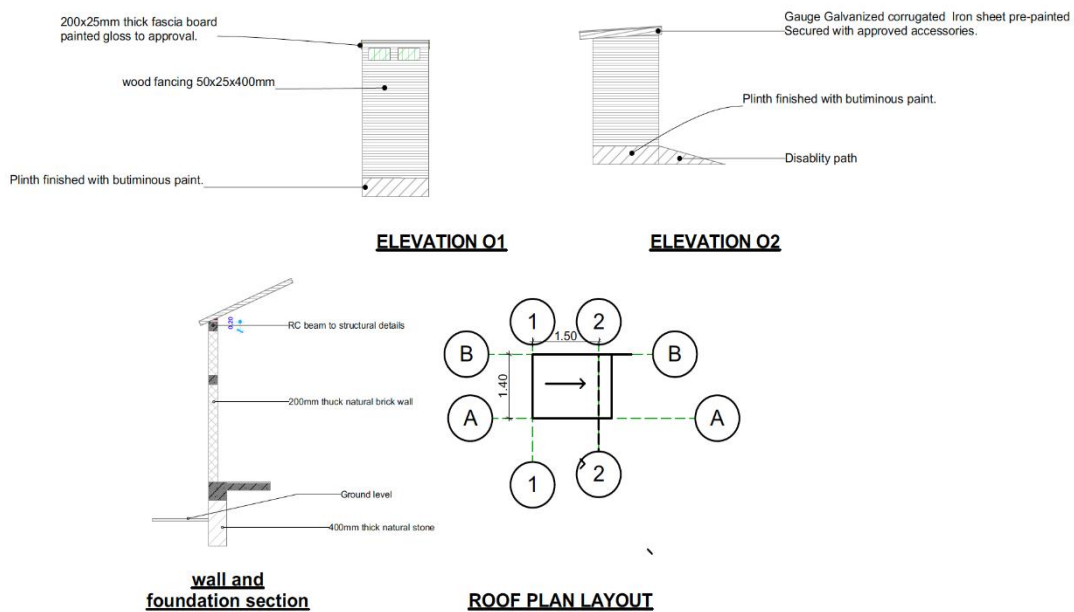 200x25mm thick fascia board
painted gloss to approval.
wood fancing 50x25x400mm
Plinth finished with butiminous paint.
ELEVATION O1
Gauge Galvanized corrugated Iron sheet pre-painted
Secured with approved accessories.
Plinth finished with butiminous paint.
Disablity path
ELEVATION O2
0.20
RC beam to structural details
200mm thuck natural brick wall
Ground level
400mm thick natural stone
wall and
foundation section
1
2
1.50
B
B
1.40
A
A
1
2
ROOF PLAN LAYOUT